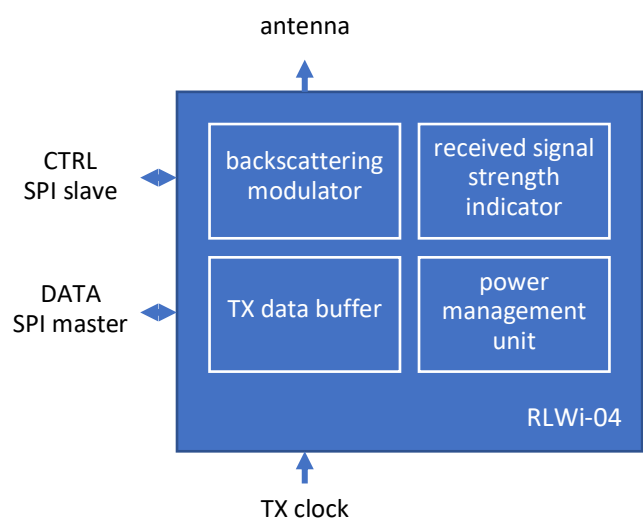 antenna
CTRL
SPI slave
backscattering
modulator
received signal
strength
indicator
DATA
SPI master
TX data buffer
power
management
unit
RLWi-04
TX clock